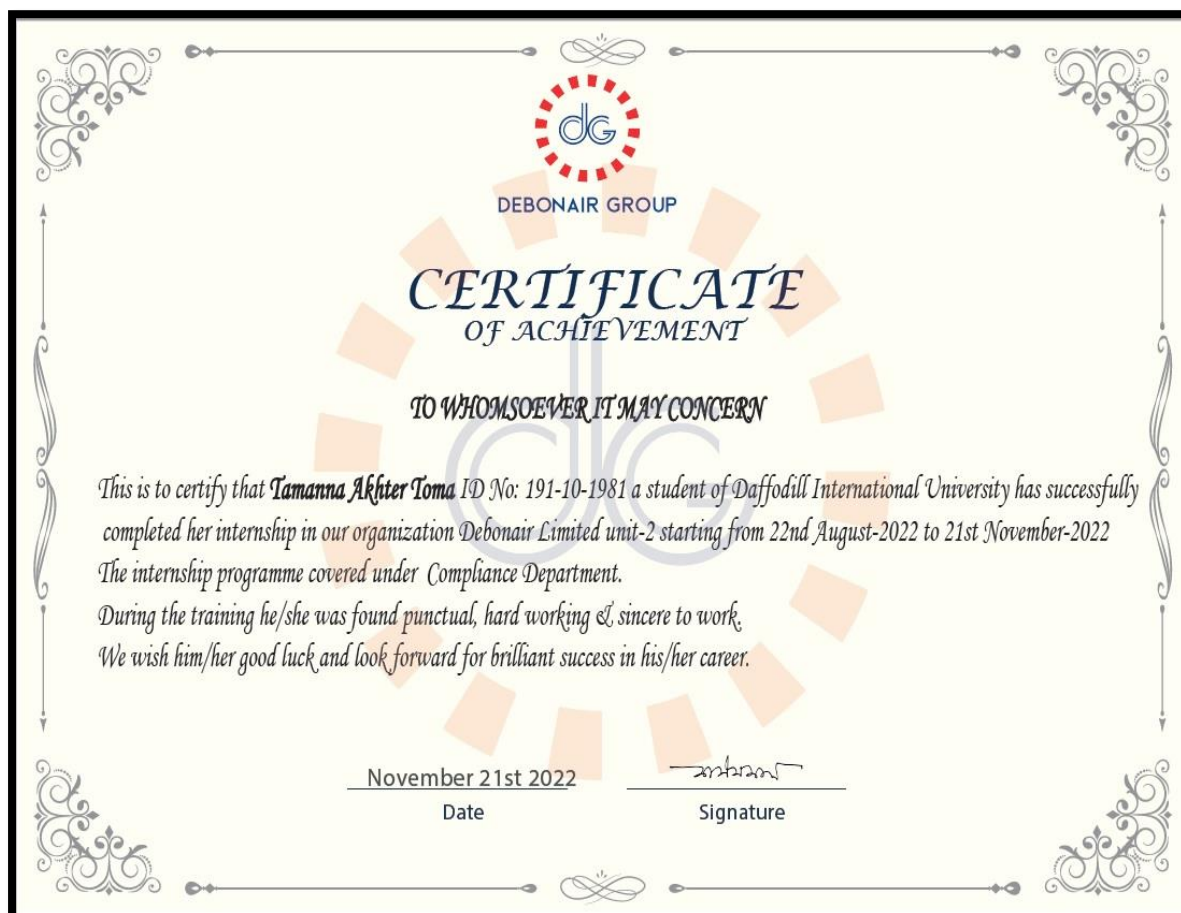 dG
DEBONAIR GROUP
CERTIFICATE
OF ACHIEVEMENT
TO WHOMSOEVER IT MAY CONCERN
This is to certify that Tamanna Akhter Toma ID No: 191-10-1981 a student of Daffodill International University has successfully
completed her internship in our organization Debonair Limited unit-2 starting from 22nd August-2022 to 21st November-2022
The internship programme covered under Compliance Department.
During the training he/she was found punctual, hard working & sincere to work.
We wish him/her good luck and look forward for brilliant success in his/her career.
November 21st 2022
Date
Signature